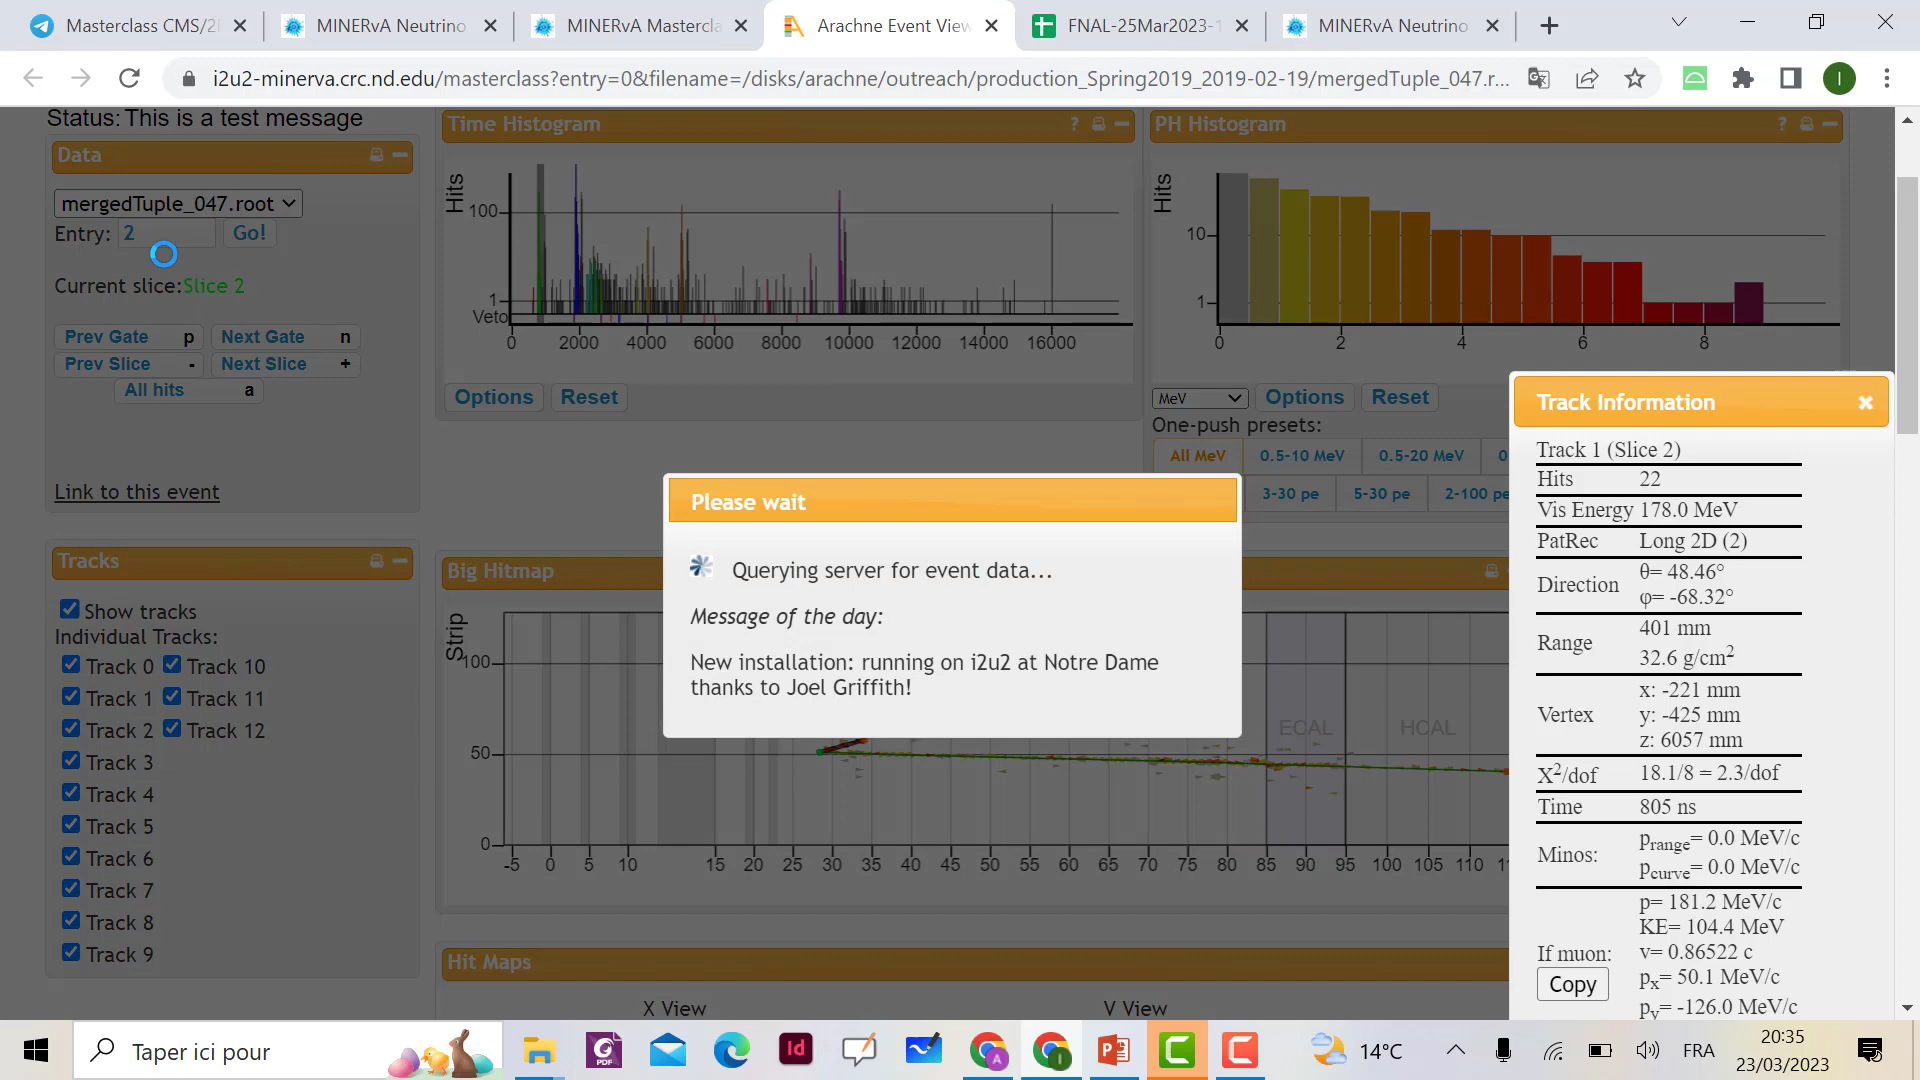 Masterclass CMS/2
MINERvA Neutrino
MINERvA Mastercla
Arachne Event View
FNAL-25Mar2023-1
MINERvA Neutrino
i2u2-minerva.crc.nd.edu/masterclass?entry=0&filename=/disks/arachne/outreach/production_Spring2019_2019-02-19/mergedTuple_047.r...
I
Status: This is a test message
Data
mergedTuple_047.root
Entry: 2 Go!
Current slice:Slice 2
Prev Gate p Next Gate n
Prev Slice - Next Slice +
All hits a
Link to this event
Tracks
Show tracks
Individual Tracks:
Track 0 Track 10
Track 1 Track 11
Track 2 Track 12
Track 3
Track 4
Track 5
Track 6
Track 7
Track 8
Track 9
Time Histogram ?
Hits
100
1
Veto
0 2000 4000 6000 8000 10000 12000 14000 16000
Options Reset
PH Histogram ?
Hits
10
1
0 2 4 6 8
MeV Options Reset
One-push presets:
All MeV 0.5-10 MeV 0.5-20 MeV 0
3-30 pe 5-30 pe 2-100 pe
Big Hitmap
Strip
100
50
0
ECAL HCAL
-5 0 5 10 15 20 25 30 35 40 45 50 55 60 65 70 75 80 85 90 95 100 105 110 11
Hit Maps
X View V View
Please wait
Querying server for event data...
Message of the day:
New installation: running on i2u2 at Notre Dame
thanks to Joel Griffith!
Track Information
Track 1 (Slice 2)
Hits 22
Vis Energy 178.0 MeV
PatRec Long 2D (2)
Direction θ= 48.46°
φ= -68.32°
Range 401 mm
32.6 g/cm2
Vertex x: -221 mm
y: -425 mm
z: 6057 mm
X2/dof 18.1/8 = 2.3/dof
Time 805 ns
Minos: prange= 0.0 MeV/c
pcurve= 0.0 MeV/c
If muon: p= 181.2 MeV/c
KE= 104.4 MeV
v= 0.86522 c
px= 50.1 MeV/c
py= -126.0 MeV/c
Copy
Taper ici pour
PDF
Id
A
I
14°C
FRA
20:35
23/03/2023